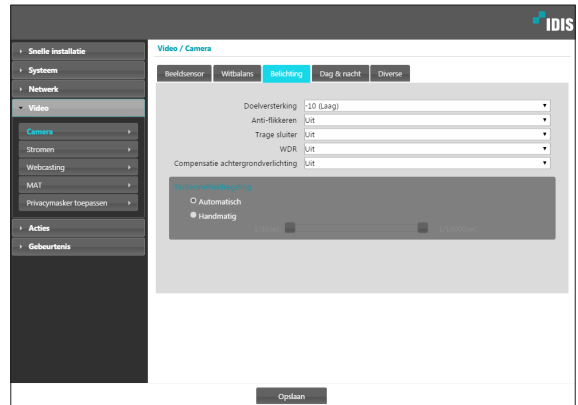 IDIS
Snelle installatie
Systeem
Netwerk
Video
Camera
Stromen
Webcasting
MAT
Privacymasker toepassen
Acties
Gebeurtenis
Video / Camera
Beeldsensor Witbalans Belichting Dag & nacht Diverse
Doelversterking -10 (Laag)
Anti-flikkeren Uit
Trage sluiter Uit
WDR Uit
Compensatie achtergrondverlichting Uit
Automatisch
Handmatig
Opslaan